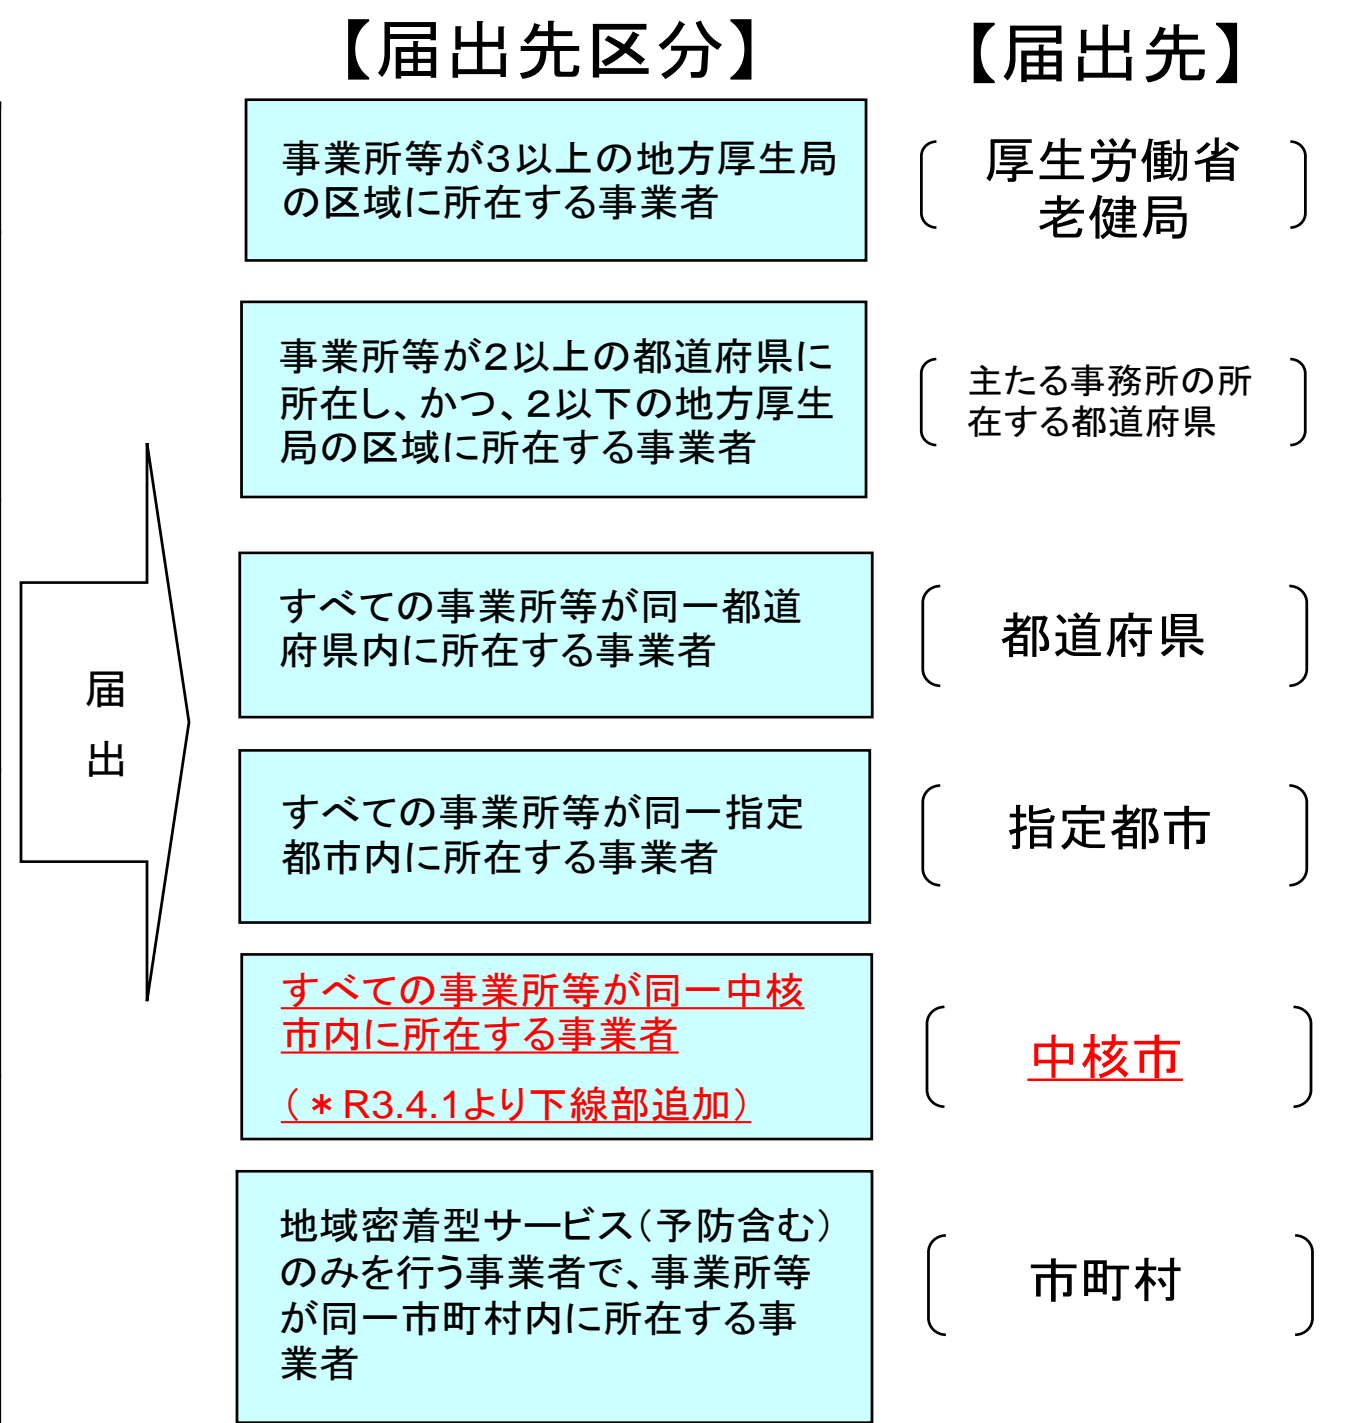 【届出先区分】
【届出先】
事業所等が３以上の地方厚生局
の区域に所在する事業者
厚生労働省
老健局
事業所等が２以上の都道府県に
所在し、かつ、２以下の地方厚生
局の区域に所在する事業者
主たる事務所の所
在する都道府県
届
出
すべての事業所等が同一都道
府県内に所在する事業者
都道府県
すべての事業所等が同一指定
都市内に所在する事業者
指定都市
すべての事業所等が同一中核
市内に所在する事業者
（＊R3.4.1より下線部追加）
中核市
地域密着型サービス（予防含む）
のみを行う事業者で、事業所等
が同一市町村内に所在する事
業者
市町村